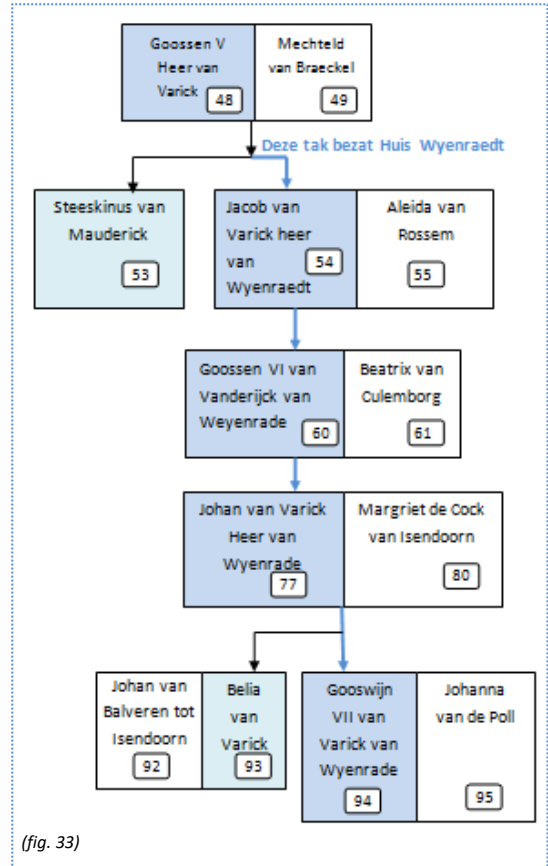 Goossen V
Heer van
Varick
48
Mechteld
van Braeckel
49
Deze tak bezat Huis Wyenraedt
Steeskinus van
Mauderick
53
Jacob van
Varick heer
van
Wyenraedt
54
Aleida van
Rossem
55
Goossen VI van
Vanderijck van
Weyenrade
60
Beatrix van
Culemborg
61
Johan van Varick
Heer van
Wyenrade
77
Margriet de Cock
van Isendoorn
80
Johan van
Balveren tot
Isendoorn
92
Belia
van
Varick
93
Gooswijn
VII van
Varick van
Wyenrade
94
Johanna
van de Poll
95
(fig. 33)